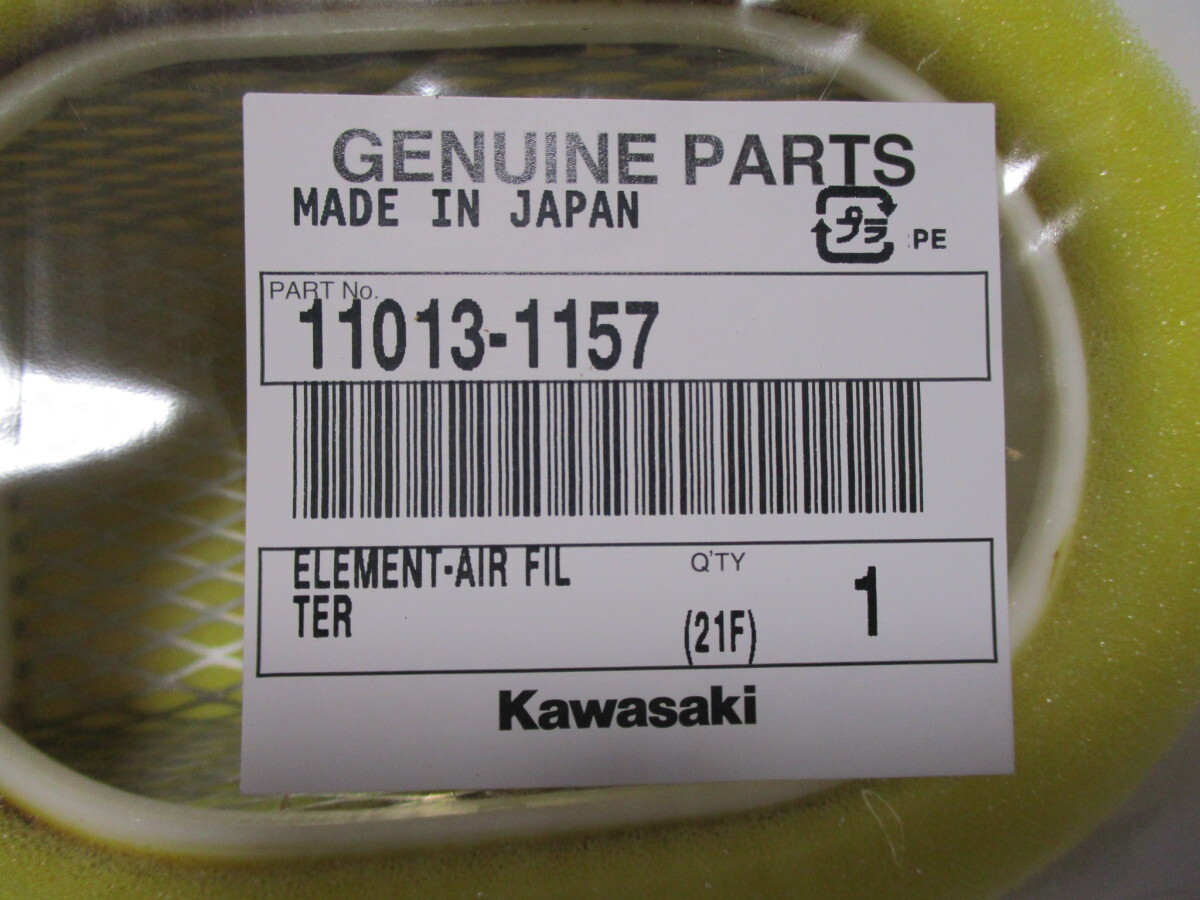 GENUINE PARTS
MADE IN JAPAN
プラ :PE
PART No.
11013-1157
ELEMENT-AIR FIL
TER
Q'TY
(21F)
1
Kawasaki